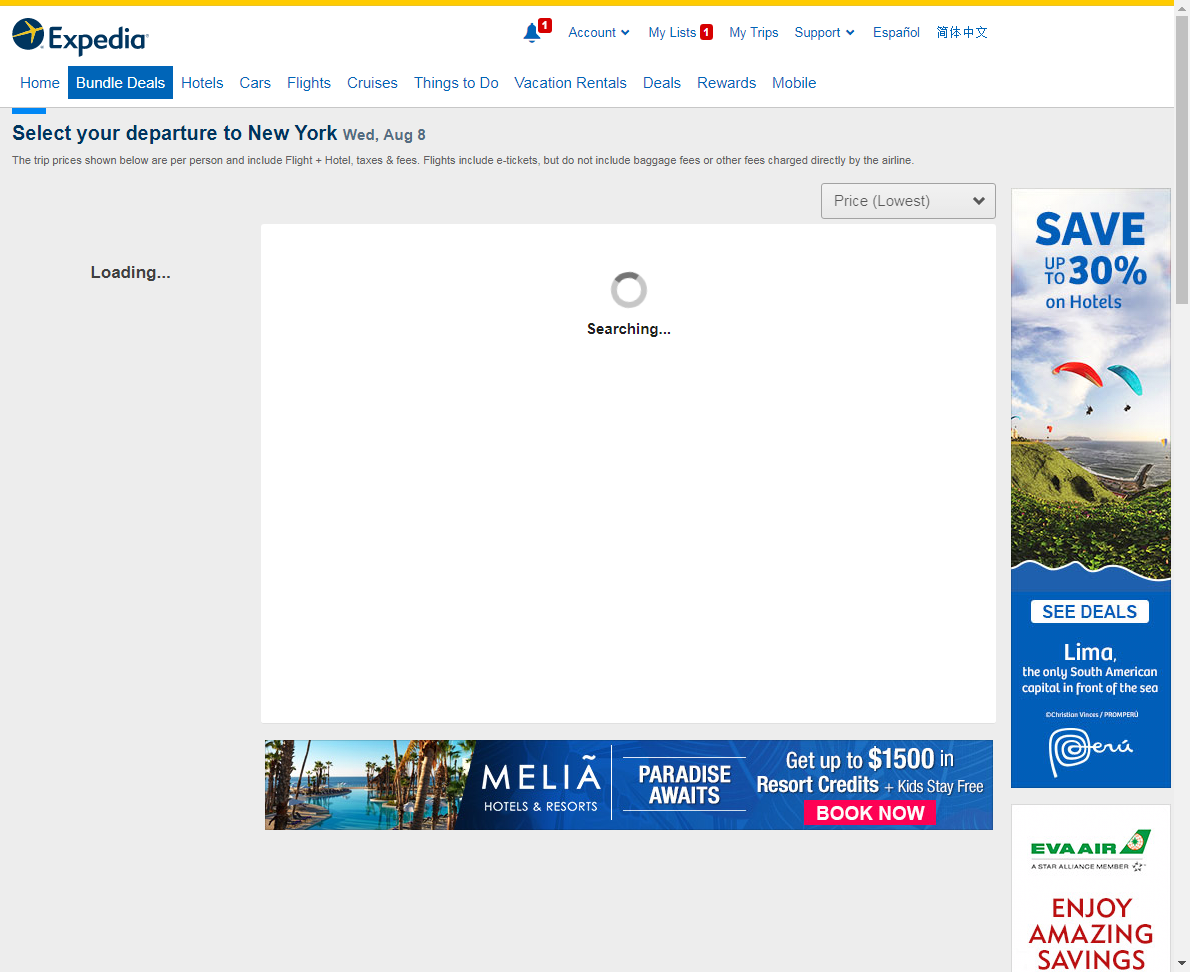 Expedia
1
Account
My Lists 1
My Trips
Support
Español
简体中文
Home
Bundle Deals
Hotels
Cars
Flights
Cruises
Things to Do
Vacation Rentals
Deals
Rewards
Mobile
Select your departure to New York Wed, Aug 8
The trip prices shown below are per person and include Flight + Hotel, taxes & fees. Flights include e-tickets, but do not include baggage fees or other fees charged directly by the airline.
Price (Lowest)
Loading...
Searching...
SAVE
UP TO 30%
on Hotels
SEE DEALS
Lima,
the only South American
capital in front of the sea
©Christian Vinces / PROMPERÚ
Perú
MELIÃ
HOTELS & RESORTS
PARADISE
AWAITS
Get up to $1500 in
Resort Credits + Kids Stay Free
BOOK NOW
EVA AIR
A STAR ALLIANCE MEMBER
ENJOY
AMAZING
SAVINGS